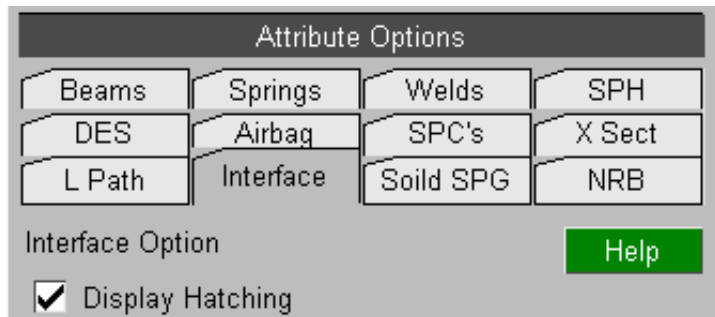 Attribute Options
Beams Springs Welds SPH
DES Airbag SPC's X Sect
L Path Interface Soild SPG NRB
Interface Option Help
Display Hatching